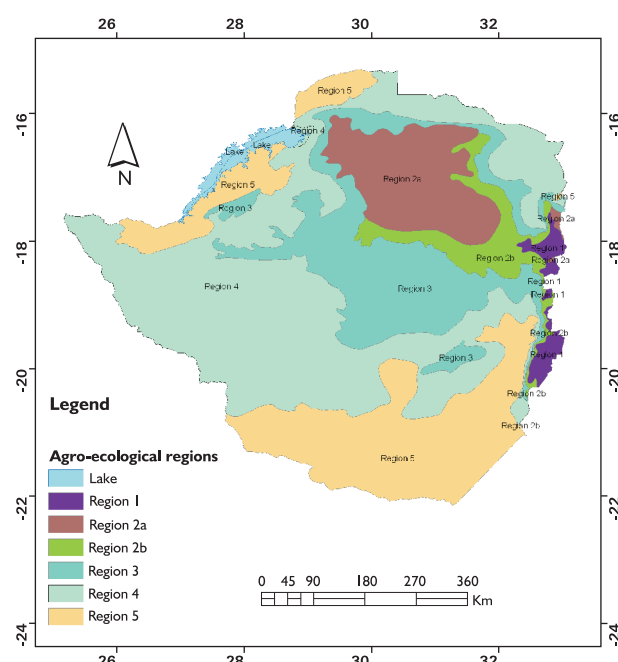 26 28 30 32
-16
-18
-20
-22
-24
Region 5
Region 4
Lake
Lake
Region 5
Region 3
Region 2a
Region 5
Region 2a
Region 1
Region 2b
Region 2a
Region 4
Region 3
Region 1
Region 1
Region 2b
Region 1
Region 3
Region 2b
Region 2b
Region 5
N
-16
-18
-20
-22
-24
Legend
Agro-ecological regions
Lake
Region 1
Region 2a
Region 2b
Region 3
Region 4
Region 5
0 45 90 180 270 360
Km
26 28 30 32